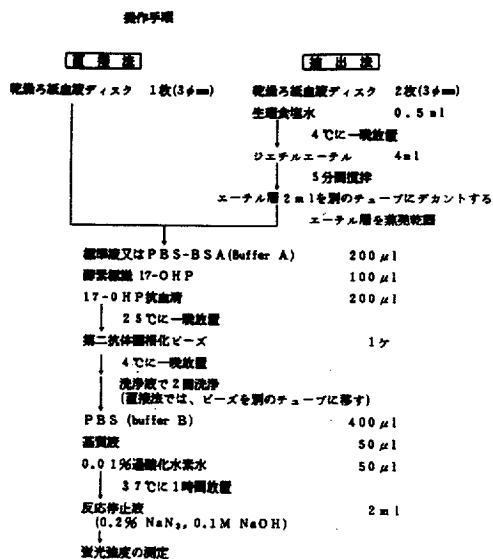 操作手順
直接法
抽出法
乾燥ろ紙血液ディスク 1枚(3φmm)
乾燥ろ紙血液ディスク 2枚(3φmm)
生理食塩水 0.5ml
4℃に一晩放置
ジエチルエーテル 4ml
5分間撹拌
エーテル層2mlを別のチューブにデカントする
エーテル層を蒸発乾固
標準液又はPBS-BSA(Buffer A) 200μl
酵素標識 17-OHP 100μl
17-OHP抗血清 200μl
25℃に一晩放置
第二抗体固相化ビーズ 1ケ
4℃に一晩放置
洗浄液で2回洗浄
(直接法では、ビーズを別のチューブに移す)
PBS (buffer B) 400μl
基質液 50μl
0.01%過酸化水素水 50μl
37℃に1時間放置
反応停止液 2ml
(0.2% NaN₃, 0.1M NaOH)
蛍光強度の測定